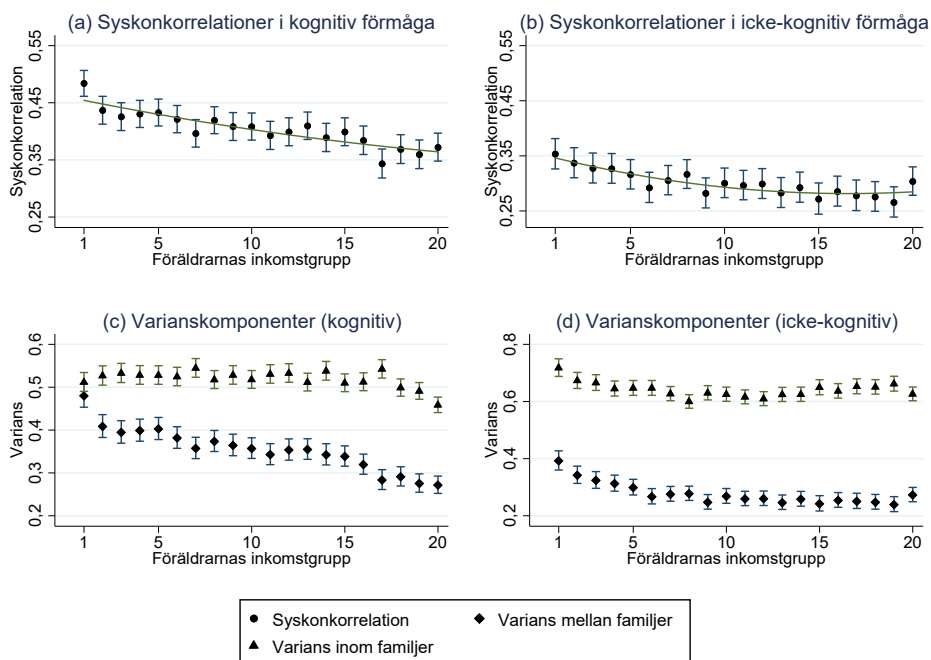 (a) Syskonkorrelationer i kognitiv förmåga
Syskonkorrelation
0,55
0,45
0,35
0,25
1 5 10 15 20
Föräldrarnas inkomstgrupp
(b) Syskonkorrelationer i icke-kognitiv förmåga
Syskonkorrelation
0,55
0,45
0,35
0,25
1 5 10 15 20
Föräldrarnas inkomstgrupp
(c) Varianskomponenter (kognitiv)
Varians
0,6
0,5
0,4
0,3
0,2
1 5 10 15 20
Föräldrarnas inkomstgrupp
(d) Varianskomponenter (icke-kognitiv)
Varians
0,8
0,6
0,4
0,2
1 5 10 15 20
Föräldrarnas inkomstgrupp
Syskonkorrelation
Varians mellan familjer
Varians inom familjer